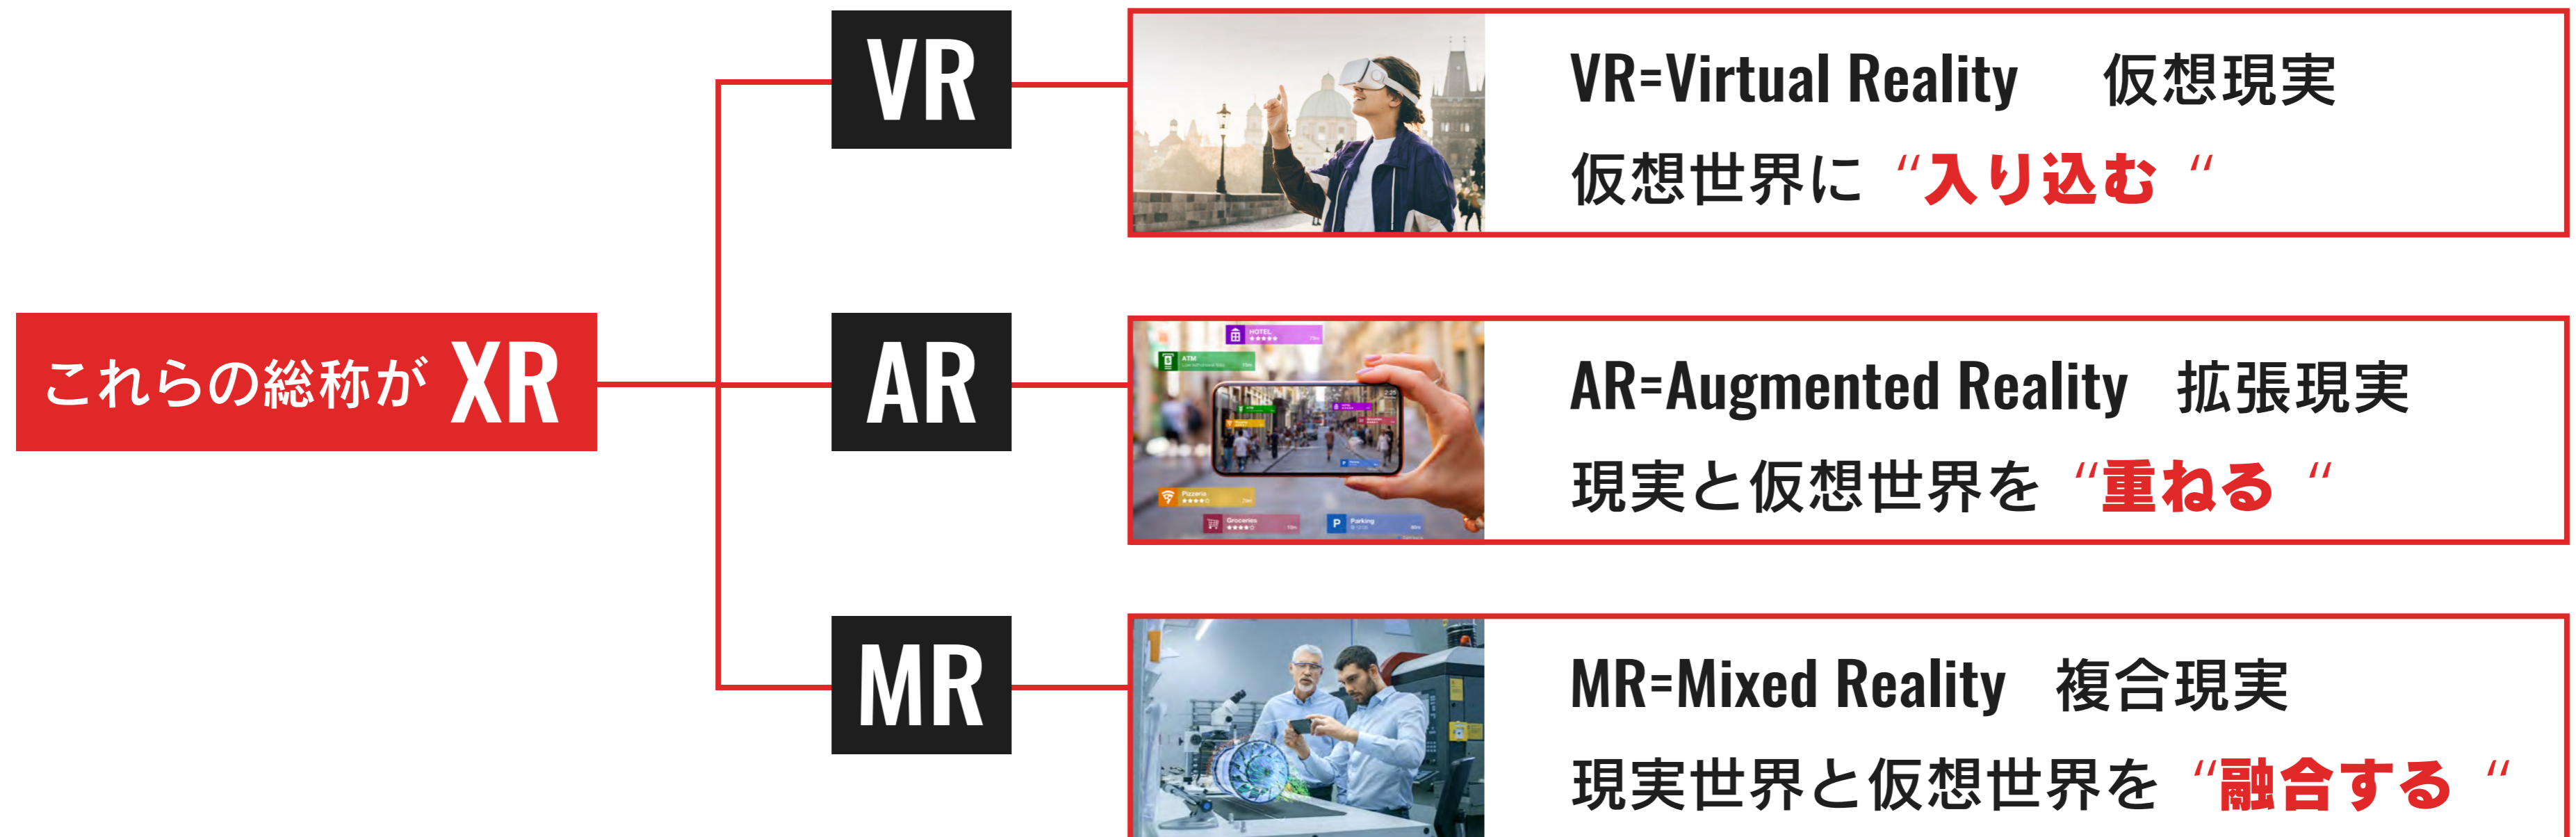 これらの総称が XR
VR
VR=Virtual Reality 仮想現実
仮想世界に “入り込む “
AR
HOTEL
ATM
Pizzeria
Groceries
P Parking
AR=Augmented Reality 拡張現実
現実と仮想世界を “重ねる “
MR
MR=Mixed Reality 複合現実
現実世界と仮想世界を “融合する “